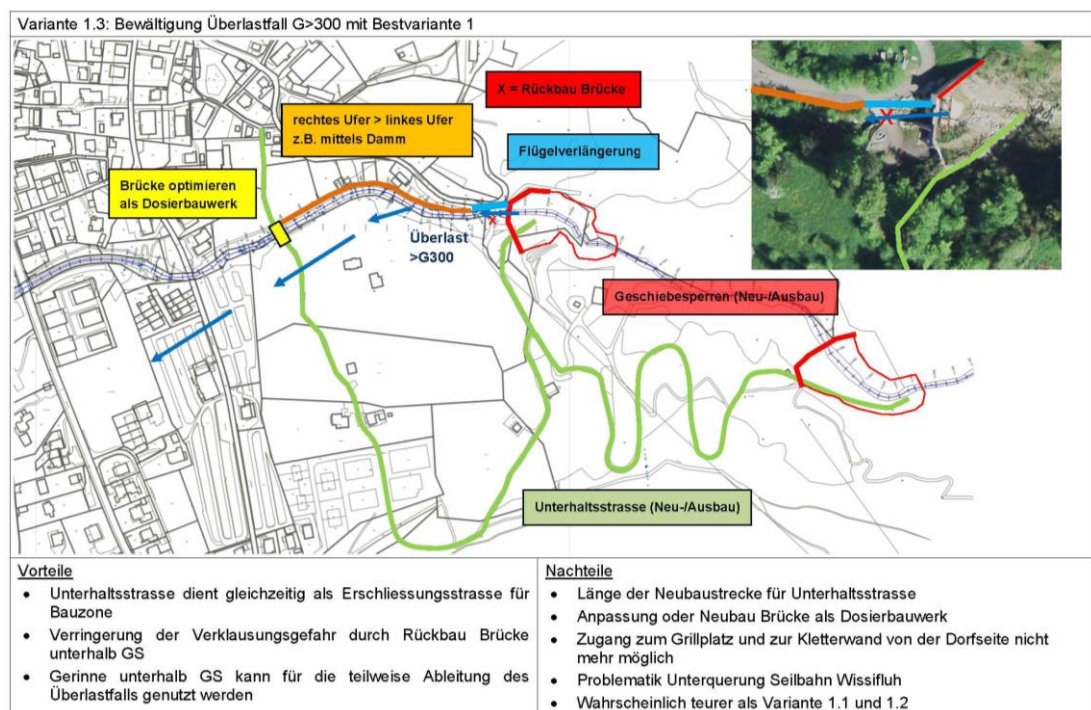 Variante 1.3: Bewältigung Überlastfall G>300 mit Bestvariante 1
X = Rückbau Brücke
rechtes Ufer > linkes Ufer
z.B. mittels Damm
Flügelverlängerung
Brücke optimieren
als Dosierbauwerk
Überlast
>G300
Geschiebesperren (Neu-/Ausbau)
Unterhaltsstrasse (Neu-/Ausbau)
Vorteile
• Unterhaltsstrasse dient gleichzeitig als Erschliessungsstrasse für
Bauzone
• Verringerung der Verklausungsgefahr durch Rückbau Brücke
unterhalb GS
• Gerinne unterhalb GS kann für die teilweise Ableitung des
Überlastfalls genutzt werden
Nachteile
• Länge der Neubaustrecke für Unterhaltsstrasse
• Anpassung oder Neubau Brücke als Dosierbauwerk
• Zugang zum Grillplatz und zur Kletterwand von der Dorfseite nicht
mehr möglich
• Problematik Unterquerung Seilbahn Wissifluh
• Wahrscheinlich teurer als Variante 1.1 und 1.2